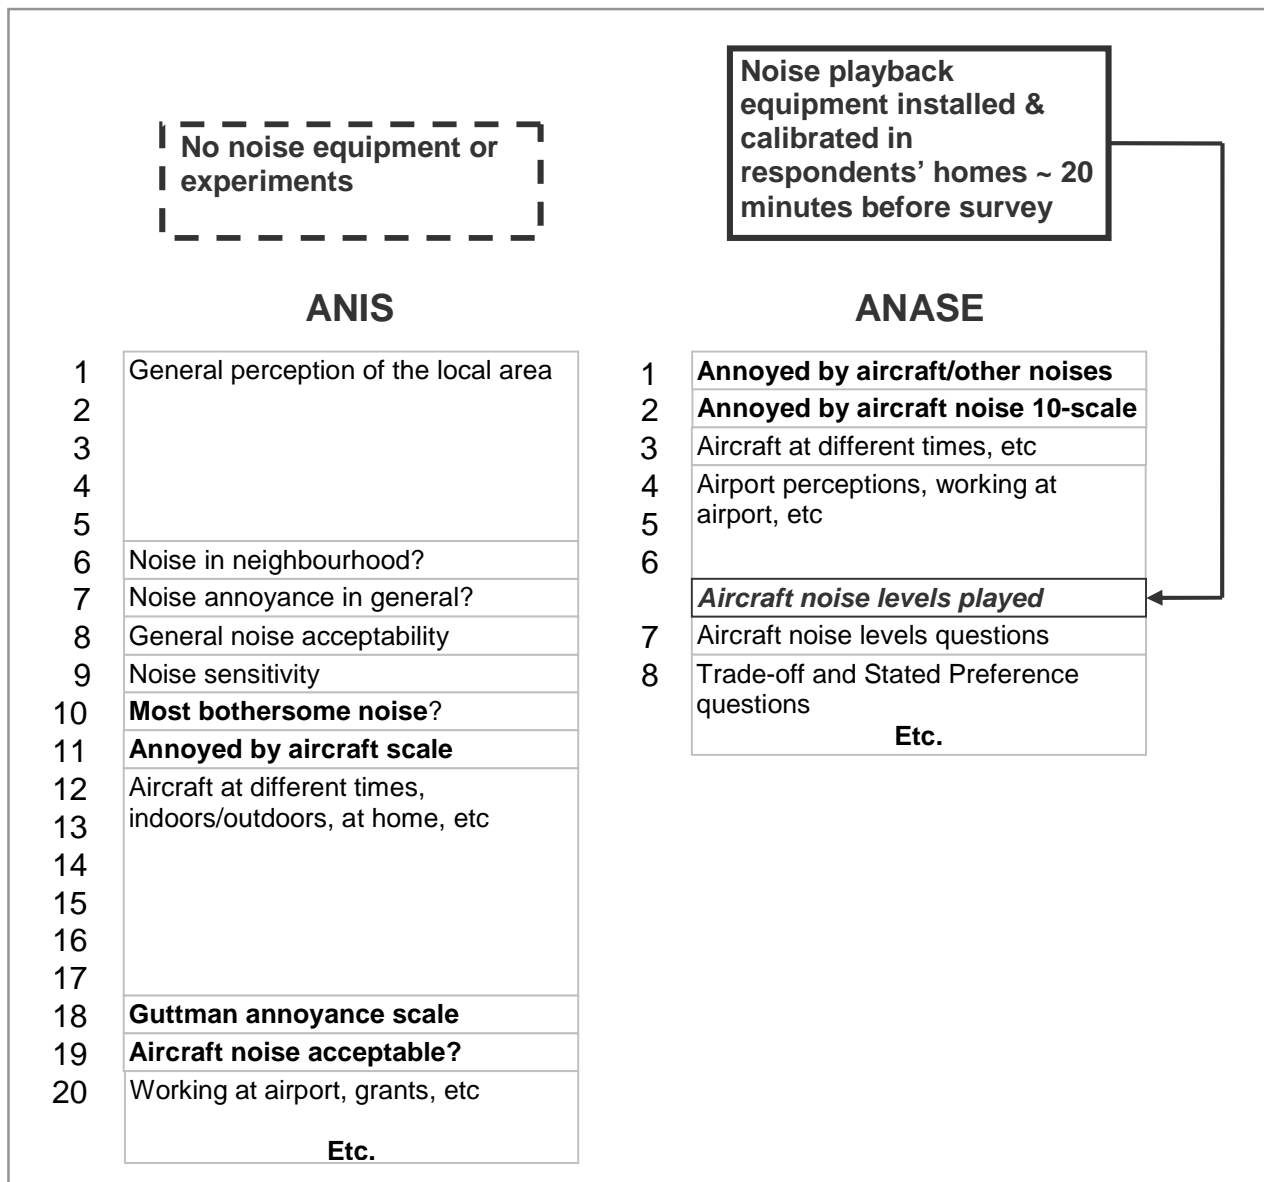 No noise equipment or
experiments
Noise playback
equipment installed &
calibrated in
respondents’ homes ~ 20
minutes before survey
ANIS
1 General perception of the local area
2
3
4
5
6 Noise in neighbourhood?
7 Noise annoyance in general?
8 General noise acceptability
9 Noise sensitivity
10 Most bothersome noise?
11 Annoyed by aircraft scale
12 Aircraft at different times,
13 indoors/outdoors, at home, etc
14
15
16
17
18 Guttman annoyance scale
19 Aircraft noise acceptable?
20 Working at airport, grants, etc
Etc.
ANASE
1 Annoyed by aircraft/other noises
2 Annoyed by aircraft noise 10-scale
3 Aircraft at different times, etc
4 Airport perceptions, working at
5 airport, etc
6
Aircraft noise levels played
7 Aircraft noise levels questions
8 Trade-off and Stated Preference
questions
Etc.